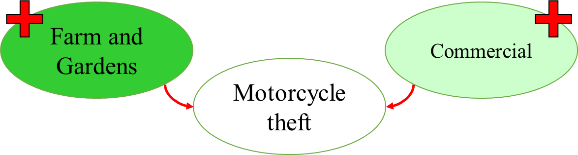 Farm and
Gardens
Commercial
Motorcycle
theft